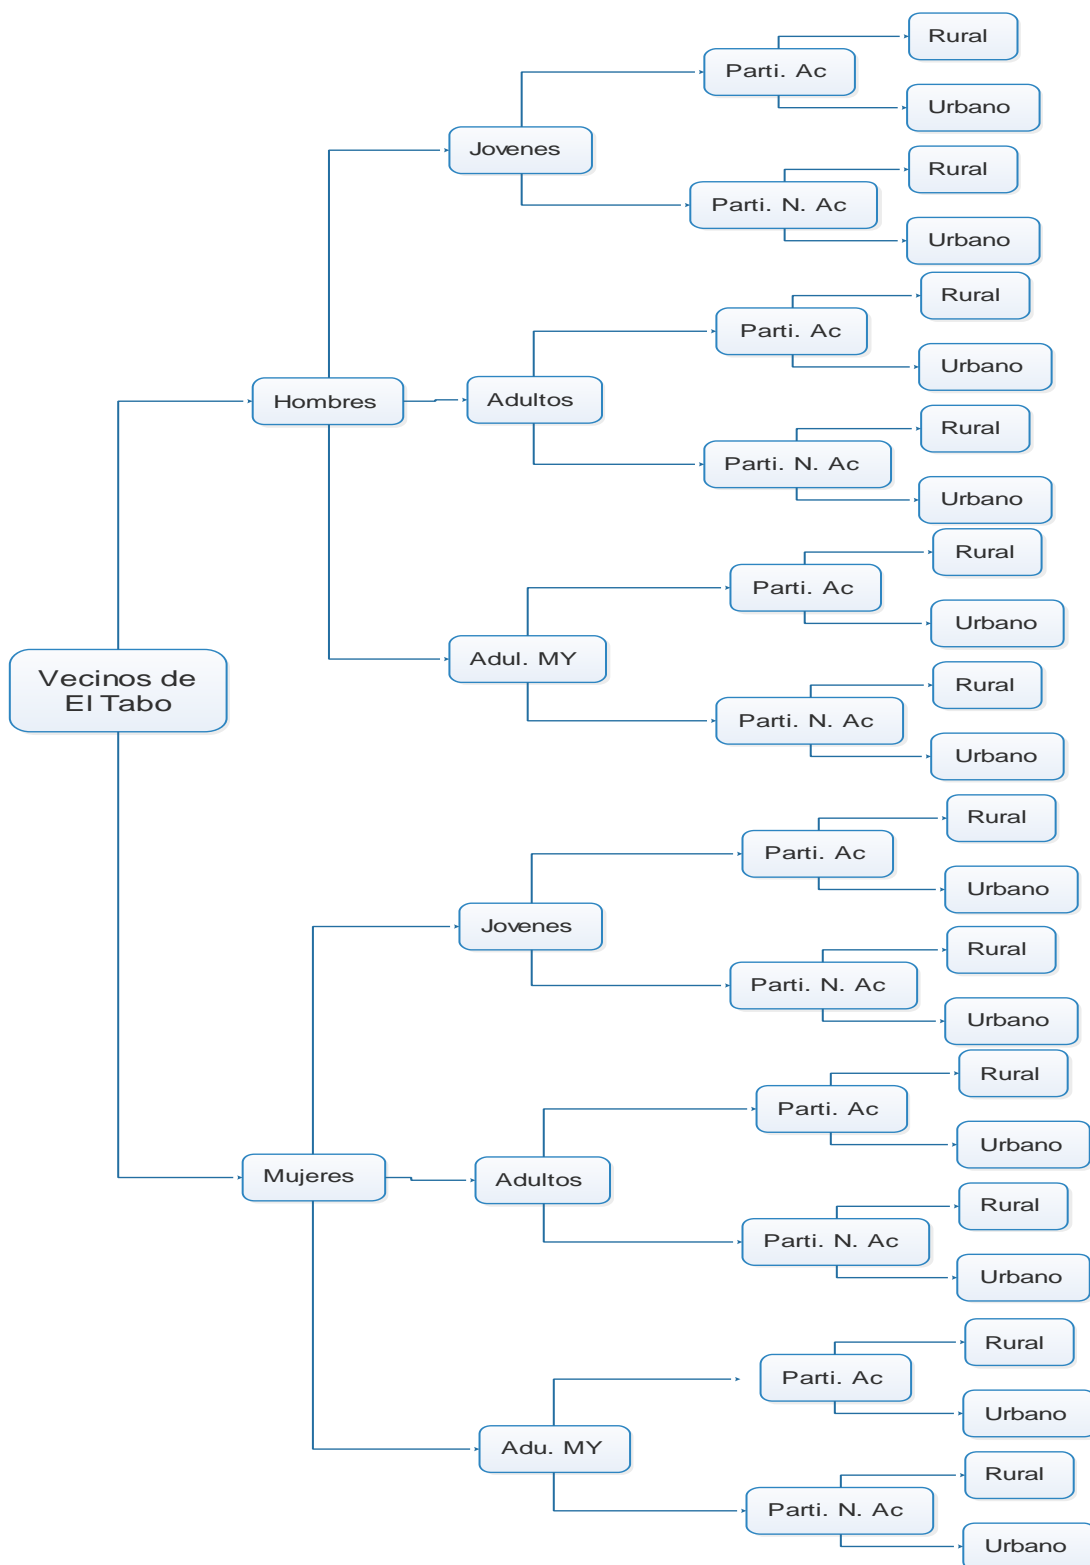 Rural
Parti. Ac
Urbano
Jovenes
Rural
Parti. N. Ac
Urbano
Rural
Parti. Ac
Urbano
Hombres
Adultos
Rural
Parti. N. Ac
Urbano
Rural
Parti. Ac
Urbano
Adul. MY
Vecinos de
El Tabo
Rural
Parti. N. Ac
Urbano
Rural
Parti. Ac
Urbano
Jovenes
Rural
Parti. N. Ac
Urbano
Rural
Parti. Ac
Urbano
Mujeres
Adultos
Rural
Parti. N. Ac
Urbano
Rural
Parti. Ac
Urbano
Adu. MY
Rural
Parti. N. Ac
Urbano